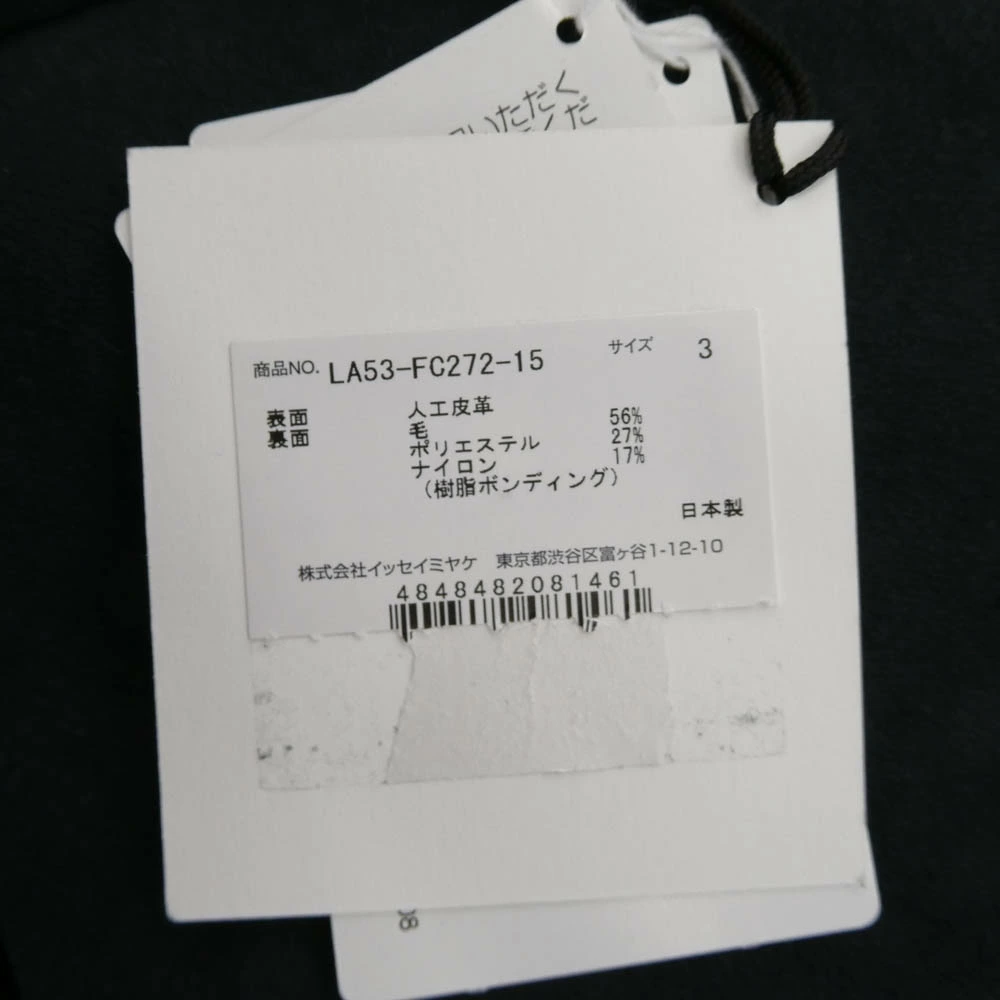 いただく
商品NO. LA53-FC272-15 サイズ 3
表面 人工皮革
裏面 毛 56%
ポリエステル 27%
ナイロン 17%
(樹脂ボンディング)
日本製
株式会社イッセイミヤケ 東京都渋谷区富ヶ谷1-12-10
4848482081461
08